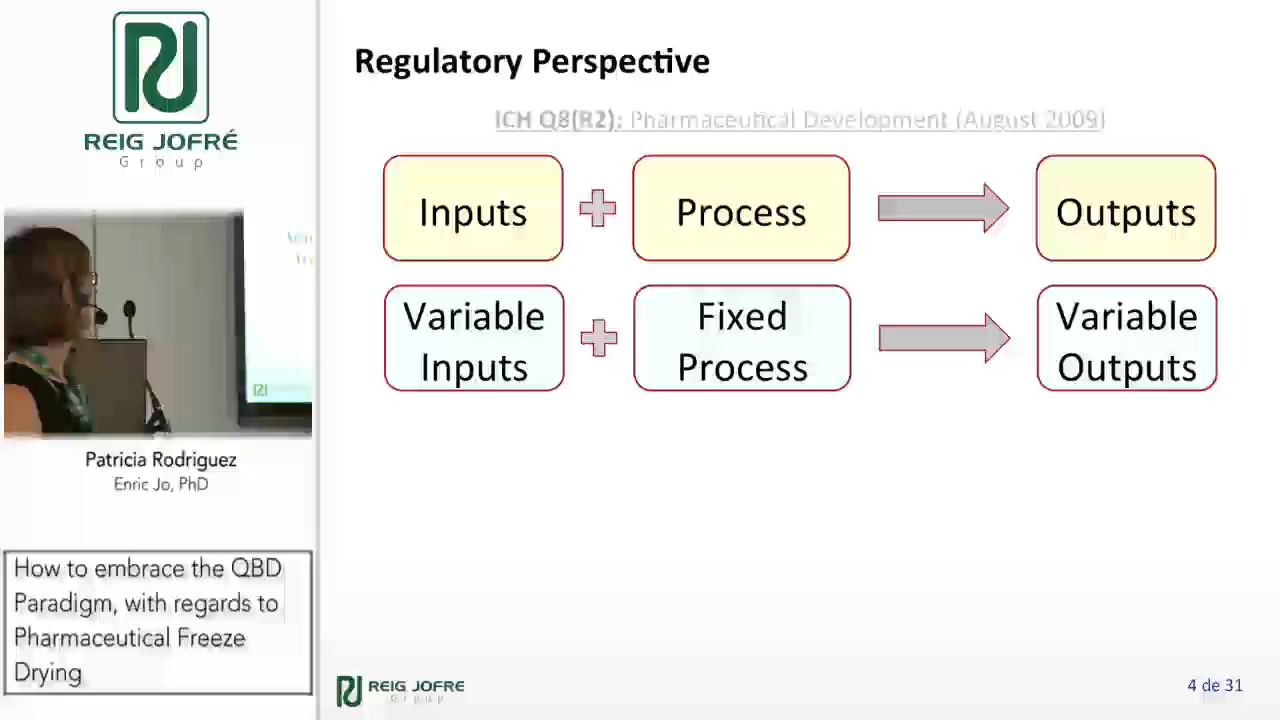 REIG JOFRÉ
Group
Patricia Rodriguez
Enric Jo, PhD
How to embrace the QBD
Paradigm, with regards to
Pharmaceutical Freeze
Drying
Regulatory Perspective
ICH Q8(R2): Pharmaceutical Development (August 2009)
Inputs
Process
Outputs
Variable
Inputs
Fixed
Process
Variable
Outputs
REIG JOFRE
Group
4 de 31